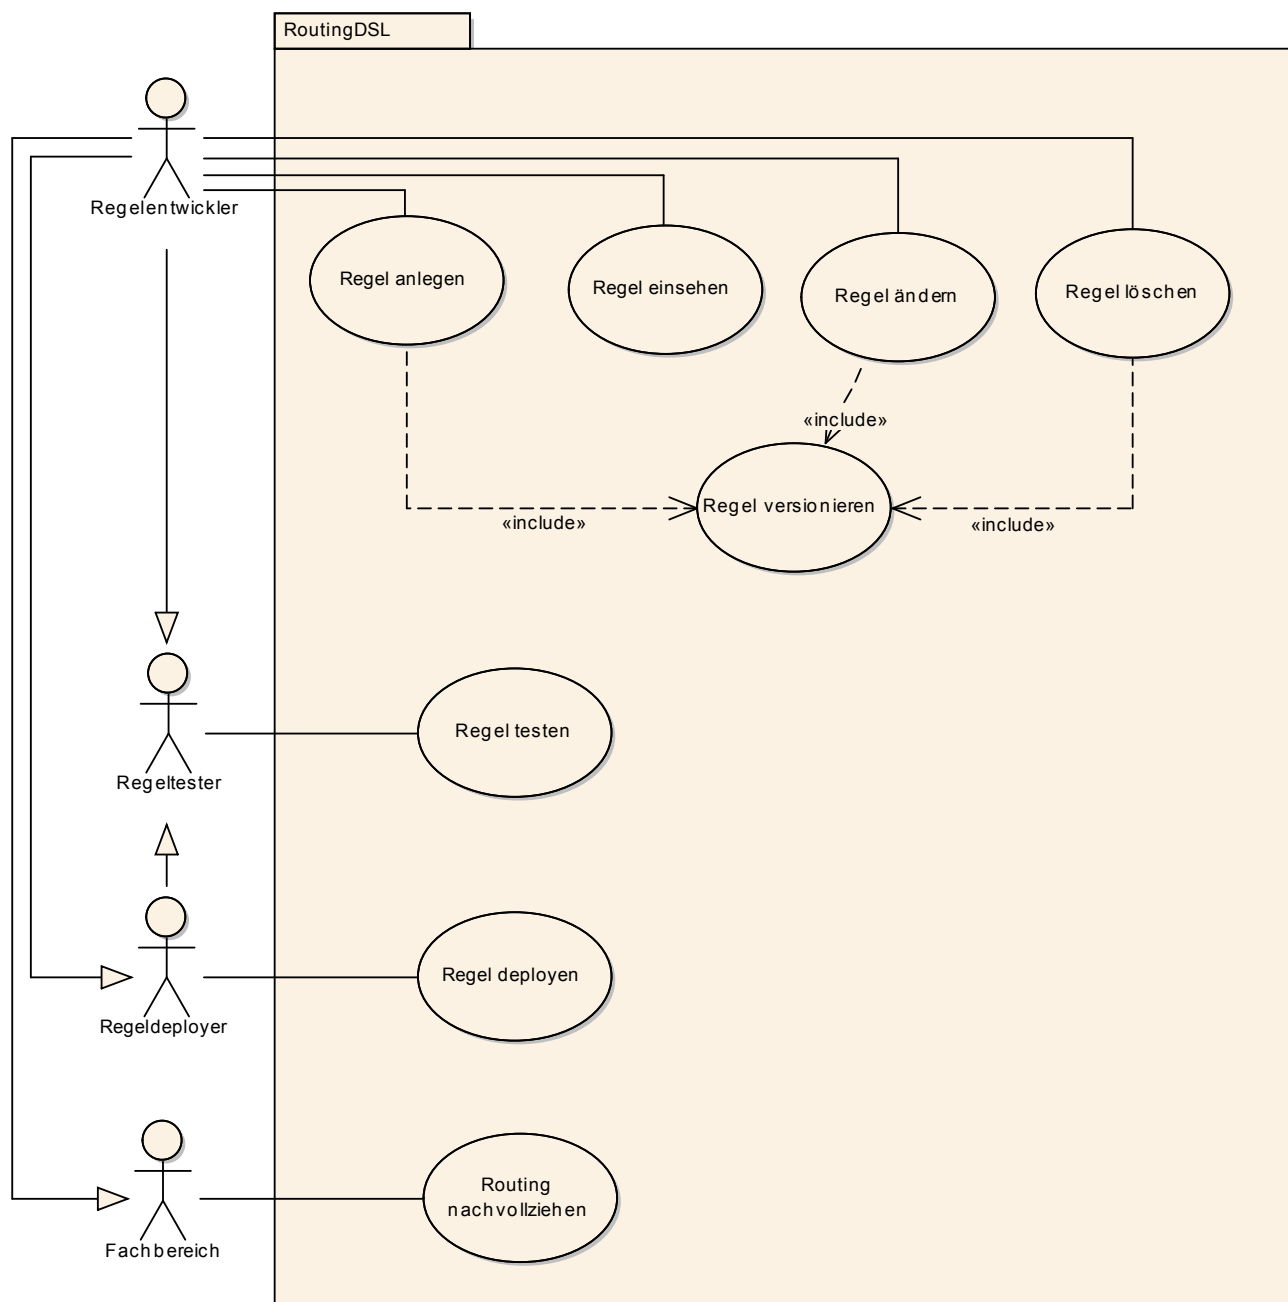 RoutingDSL
Regelentwickler
Regel anlegen
Regel einsehen
Regel ändern
Regel löschen
«include»
Regel versionieren
«include»
«include»
Regel testen
Regeltester
Regel deployen
Regeldeployer
Routing
nachvollziehen
Fachbereich